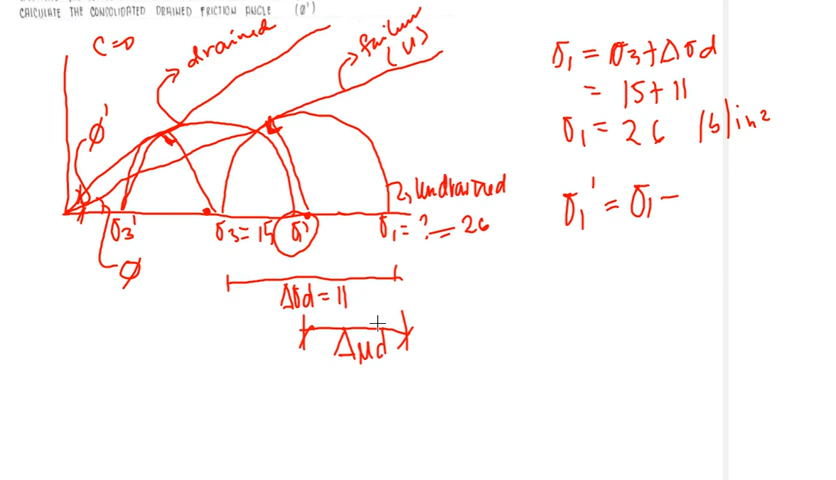 CALCULATE THE CONSOLIDATED DRAINED FRICTION ANGLE (Ø')
C=0
drained
failure
(U)
σ1 = σ3+Δσd
= 15+11
σ1 = 26 lb/in²
σ1' = σ1 -
ϕ'
undrained
σ3'
σ3 = 15
σ1'
σ1 = ? = 26
ϕ
Δσd = 11
Δμd